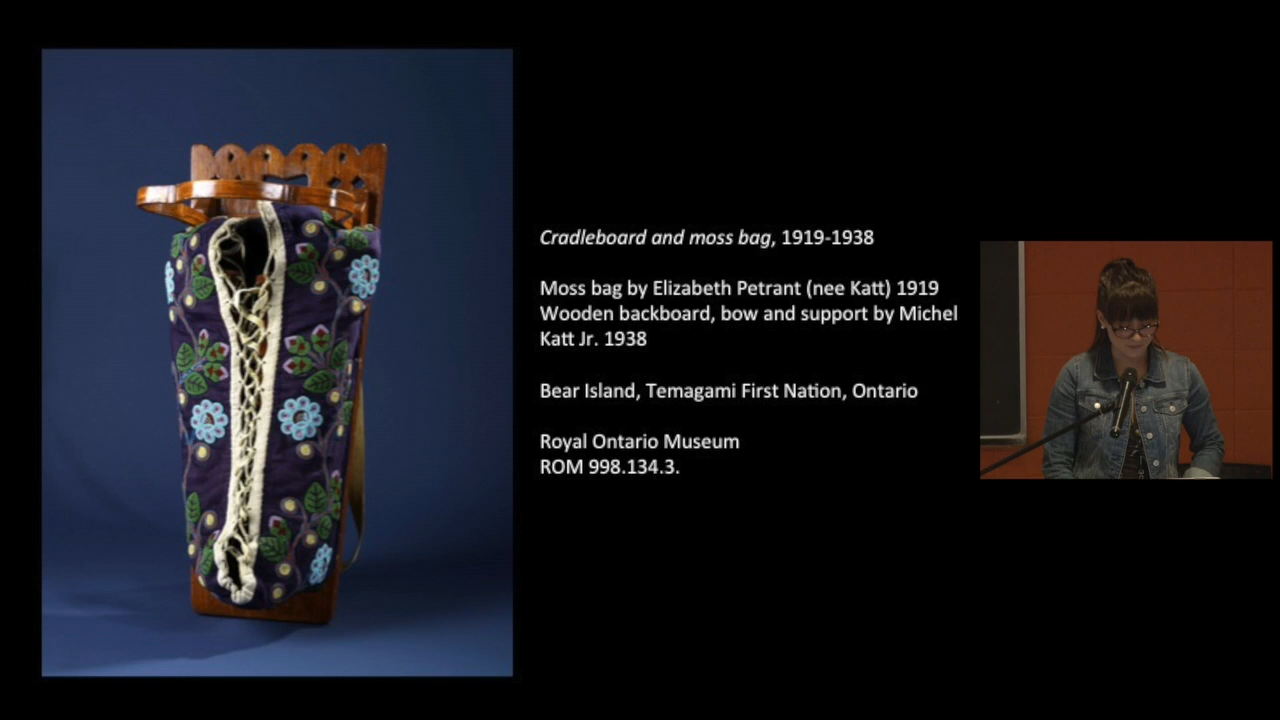 Cradleboard and moss bag, 1919-1938
Moss bag by Elizabeth Petrant (nee Katt) 1919
Wooden backboard, bow and support by Michel
Katt Jr. 1938
Bear Island, Temagami First Nation, Ontario
Royal Ontario Museum
ROM 998.134.3.